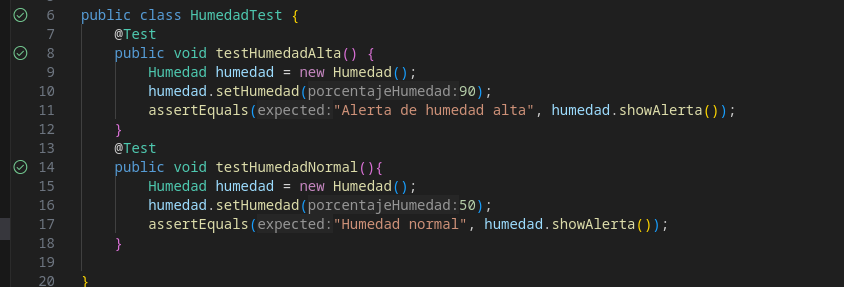 6 public class HumedadTest {
7 @Test
8 public void testHumedadAlta() {
9 Humedad humedad = new Humedad();
10 humedad.setHumedad(porcentajeHumedad:90);
11 assertEquals(expected:"Alerta de humedad alta", humedad.showAlerta());
12 }
13 @Test
14 public void testHumedadNormal(){
15 Humedad humedad = new Humedad();
16 humedad.setHumedad(porcentajeHumedad:50);
17 assertEquals(expected:"Humedad normal", humedad.showAlerta());
18 }
19
20 }